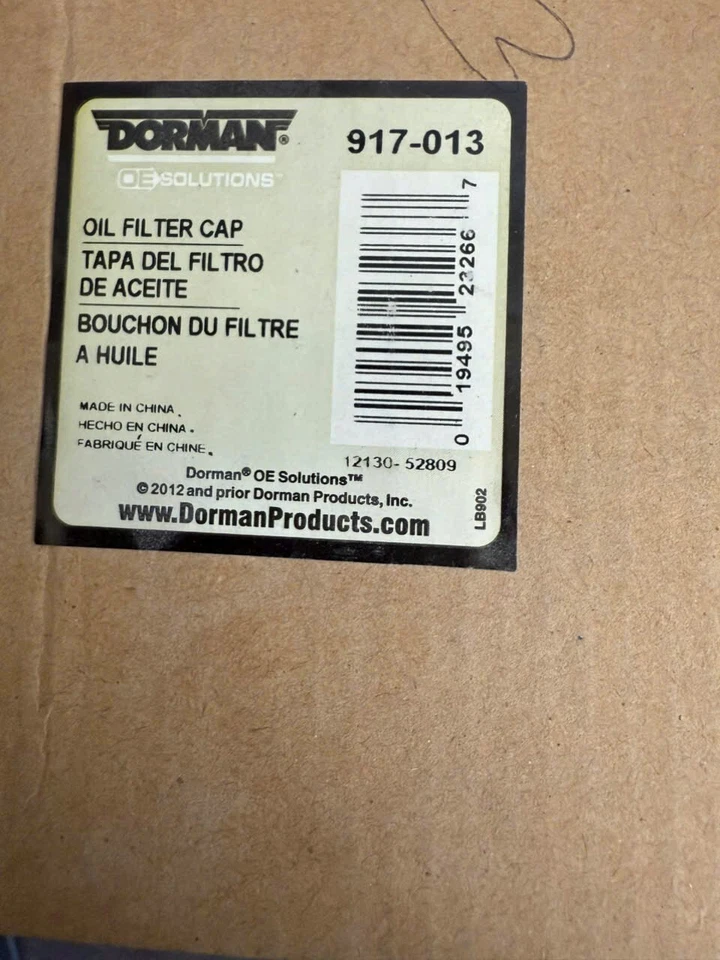 DORMAN®
917-013
OE SOLUTIONS™
OIL FILTER CAP
TAPA DEL FILTRO
DE ACEITE
BOUCHON DU FILTRE
A HUILE
MADE IN CHINA.
HECHO EN CHINA.
FABRIQUÉ EN CHINE.
0 19495 23266 7
12130- 52809
Dorman® OE Solutions™
© 2012 and prior Dorman Products, Inc.
www.DormanProducts.com
LB902